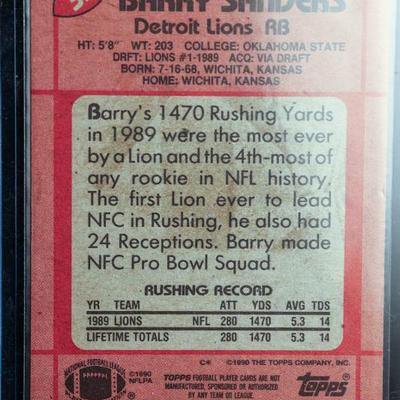 BARRY SANDERS
Detroit Lions RB
HT: 5'8" WT: 203 COLLEGE: OKLAHOMA STATE
DRFT: LIONS #1-1989 ACQ: VIA DRAFT
BORN: 7-16-68, WICHITA, KANSAS
HOME: WICHITA, KANSAS
Barry's 1470 Rushing Yards
in 1989 were the most ever
by a Lion and the 4th-most of
any rookie in NFL history.
The first Lion ever to lead
NFC in Rushing, he also had
24 Receptions. Barry made
NFC Pro Bowl Squad.
RUSHING RECORD
YR TEAM ATT YDS AVG TDS
1989 LIONS NFL 280 1470 5.3 14
LIFETIME TOTALS 280 1470 5.3 14
C* ©1990 THE TOPPS COMPANY, INC.
NATIONAL FOOTBALL LEAGUE
PLAYERS
©1990
NFLPA
TOPPS FOOTBALL PLAYER CARDS ARE NOT
MANUFACTURED, SPONSORED OR AUTHORIZED
BY ANY TEAM OR LEAGUE.
topps